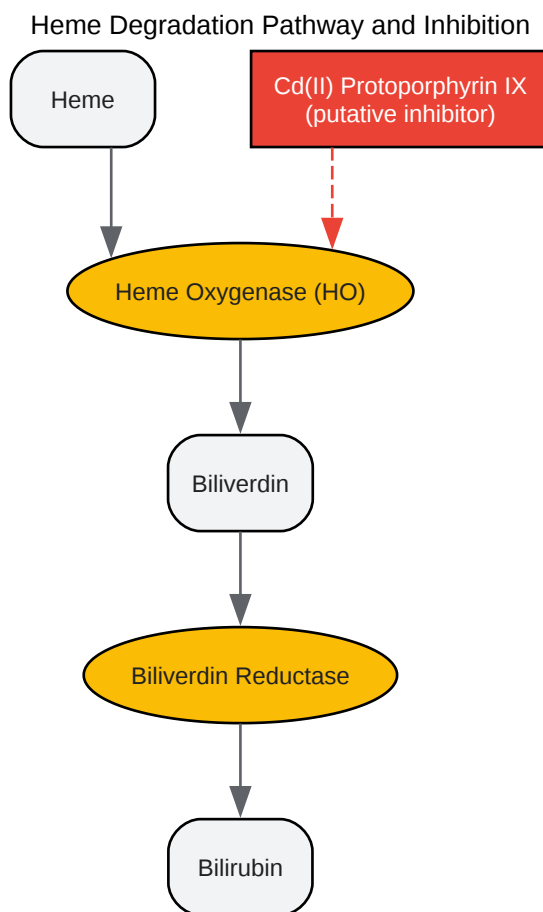 Heme Degradation Pathway and Inhibition
Heme
Cd(II) Protoporphyrin IX
(putative inhibitor)
Heme Oxygenase (HO)
Biliverdin
Biliverdin Reductase
Bilirubin